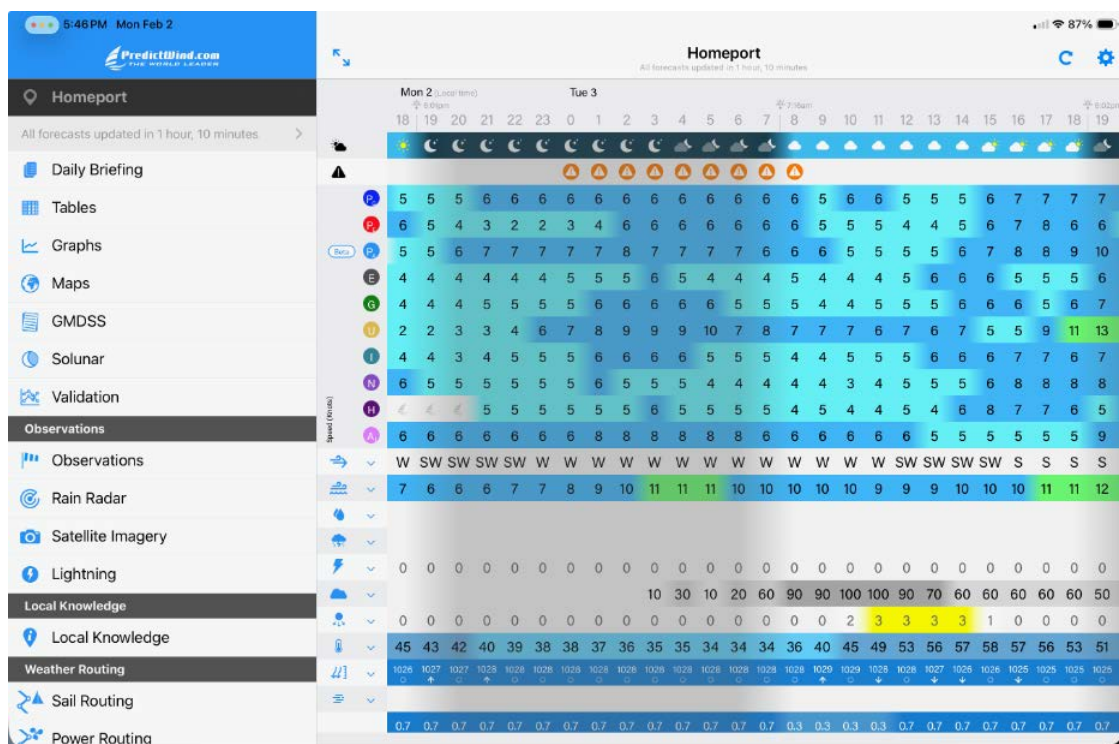 5:46 PM Mon Feb 2
87%
PredictWind.com
THE WORLD LEADER
Homeport
All forecasts updated in 1 hour, 10 minutes
Homeport
All forecasts updated in 1 hour, 10 minutes
Daily Briefing
Tables
Graphs
Maps
GMDSS
Solunar
Validation
Observations
Observations
Rain Radar
Satellite Imagery
Lightning
Local Knowledge
Local Knowledge
Weather Routing
Sail Routing
Power Routing
Mon 2 (Local time) Tue 3
18 19 20 21 22 23 0 1 2 3 4 5 6 7 8 9 10 11 12 13 14 15 16 17 18 19
5 5 5 6 6 6 6 6 6 6 6 6 6 6 6 5 6 6 5 5 5 6 7 7 7 7
6 5 4 3 2 2 3 4 6 6 6 6 6 6 6 5 5 5 4 4 5 6 7 8 6 6
Beta 5 5 6 7 7 7 7 7 8 7 7 7 7 6 6 6 5 5 5 5 6 7 8 8 9 10
E 4 4 4 4 4 4 5 5 5 6 5 4 4 4 5 4 4 4 5 6 6 6 5 5 5 6
G 4 4 4 5 5 5 5 6 6 6 6 6 5 5 5 4 4 5 5 5 6 6 6 5 6 7
U 2 2 3 3 4 6 7 8 9 9 9 10 7 8 7 7 7 6 7 6 7 5 5 9 11 13
I 4 4 3 4 5 5 5 6 6 6 6 5 5 5 4 4 5 5 5 6 6 6 7 7 6 7
N 6 5 5 5 5 5 5 6 5 5 5 4 4 4 4 4 3 4 5 5 5 6 8 8 8 8
H 5 5 5 5 5 5 6 5 5 5 5 4 5 4 4 5 4 6 8 7 7 6 5
A 6 6 6 6 6 6 6 8 8 8 8 8 8 6 6 6 6 6 6 5 5 5 5 5 5 9
Speed (Knots)
W SW SW SW SW W W W W W W W W W W W W W SW SW SW SW S S S S
7 6 6 6 7 7 8 9 10 11 11 11 10 10 10 10 10 9 9 9 10 10 10 11 11 12
0 0 0 0 0 0 0 0 0 0 0 0 0 0 0 0 0 0 0 0 0 0 0 0 0 0
10 30 10 20 60 90 90 100 100 90 70 60 60 60 60 60 50
0 0 0 0 0 0 0 0 0 0 0 0 0 0 0 0 2 3 3 3 3 1 0 0 0 0
45 43 42 40 39 38 38 37 36 35 35 34 34 34 36 40 45 49 53 56 57 58 57 56 53 51
1026 1027 1027 1028 1028 1028 1028 1028 1028 1028 1028 1028 1028 1028 1028 1029 1029 1028 1028 1027 1026 1026 1025 1025 1025 1025
0.7 0.7 0.7 0.7 0.7 0.7 0.7 0.7 0.7 0.7 0.7 0.7 0.7 0.7 0.3 0.3 0.3 0.3 0.7 0.7 0.7 0.7 0.7 0.7 0.7 0.7